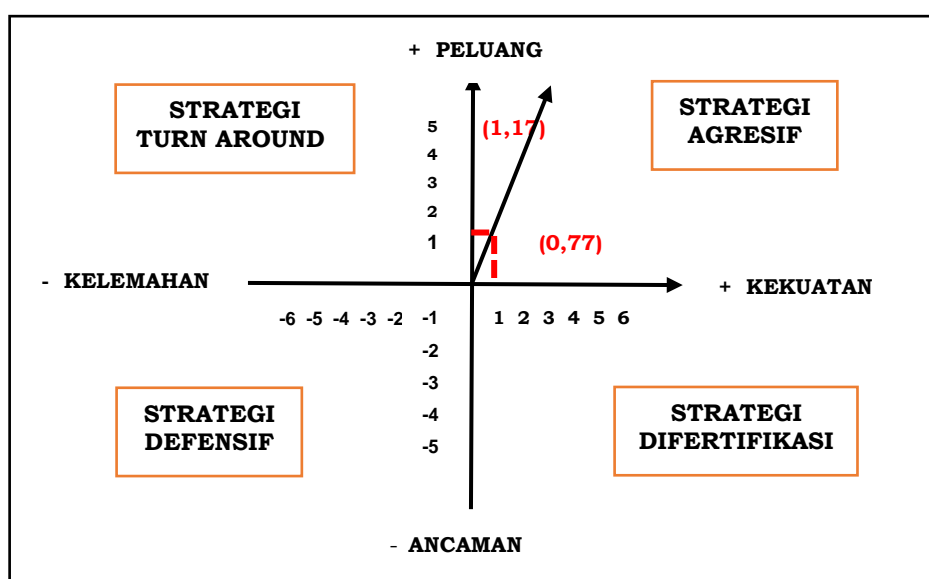 + PELUANG
STRATEGI
TURN AROUND
STRATEGI
AGRESIF
5
(1,17)
4
3
2
1
(0,77)
- KELEMAHAN
+ KEKUATAN
-6 -5 -4 -3 -2 -1 1 2 3 4 5 6
-2
-3
-4
-5
STRATEGI
DEFENSIF
STRATEGI
DIFERTIFIKASI
- ANCAMAN